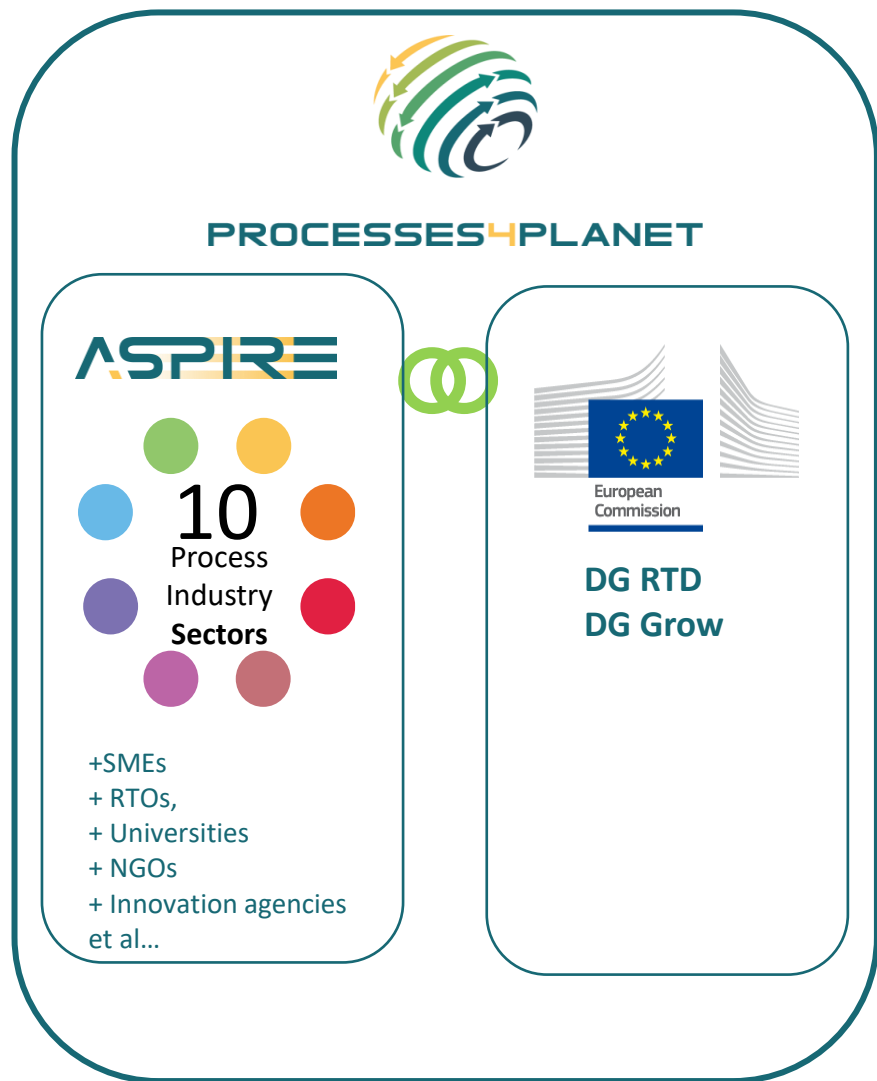 PROCESSES4PLANET
ASPIRE
10
Process
Industry
Sectors
+SMEs
+ RTOs,
+ Universities
+ NGOs
+ Innovation agencies
et al…
European
Commission
DG RTD
DG Grow